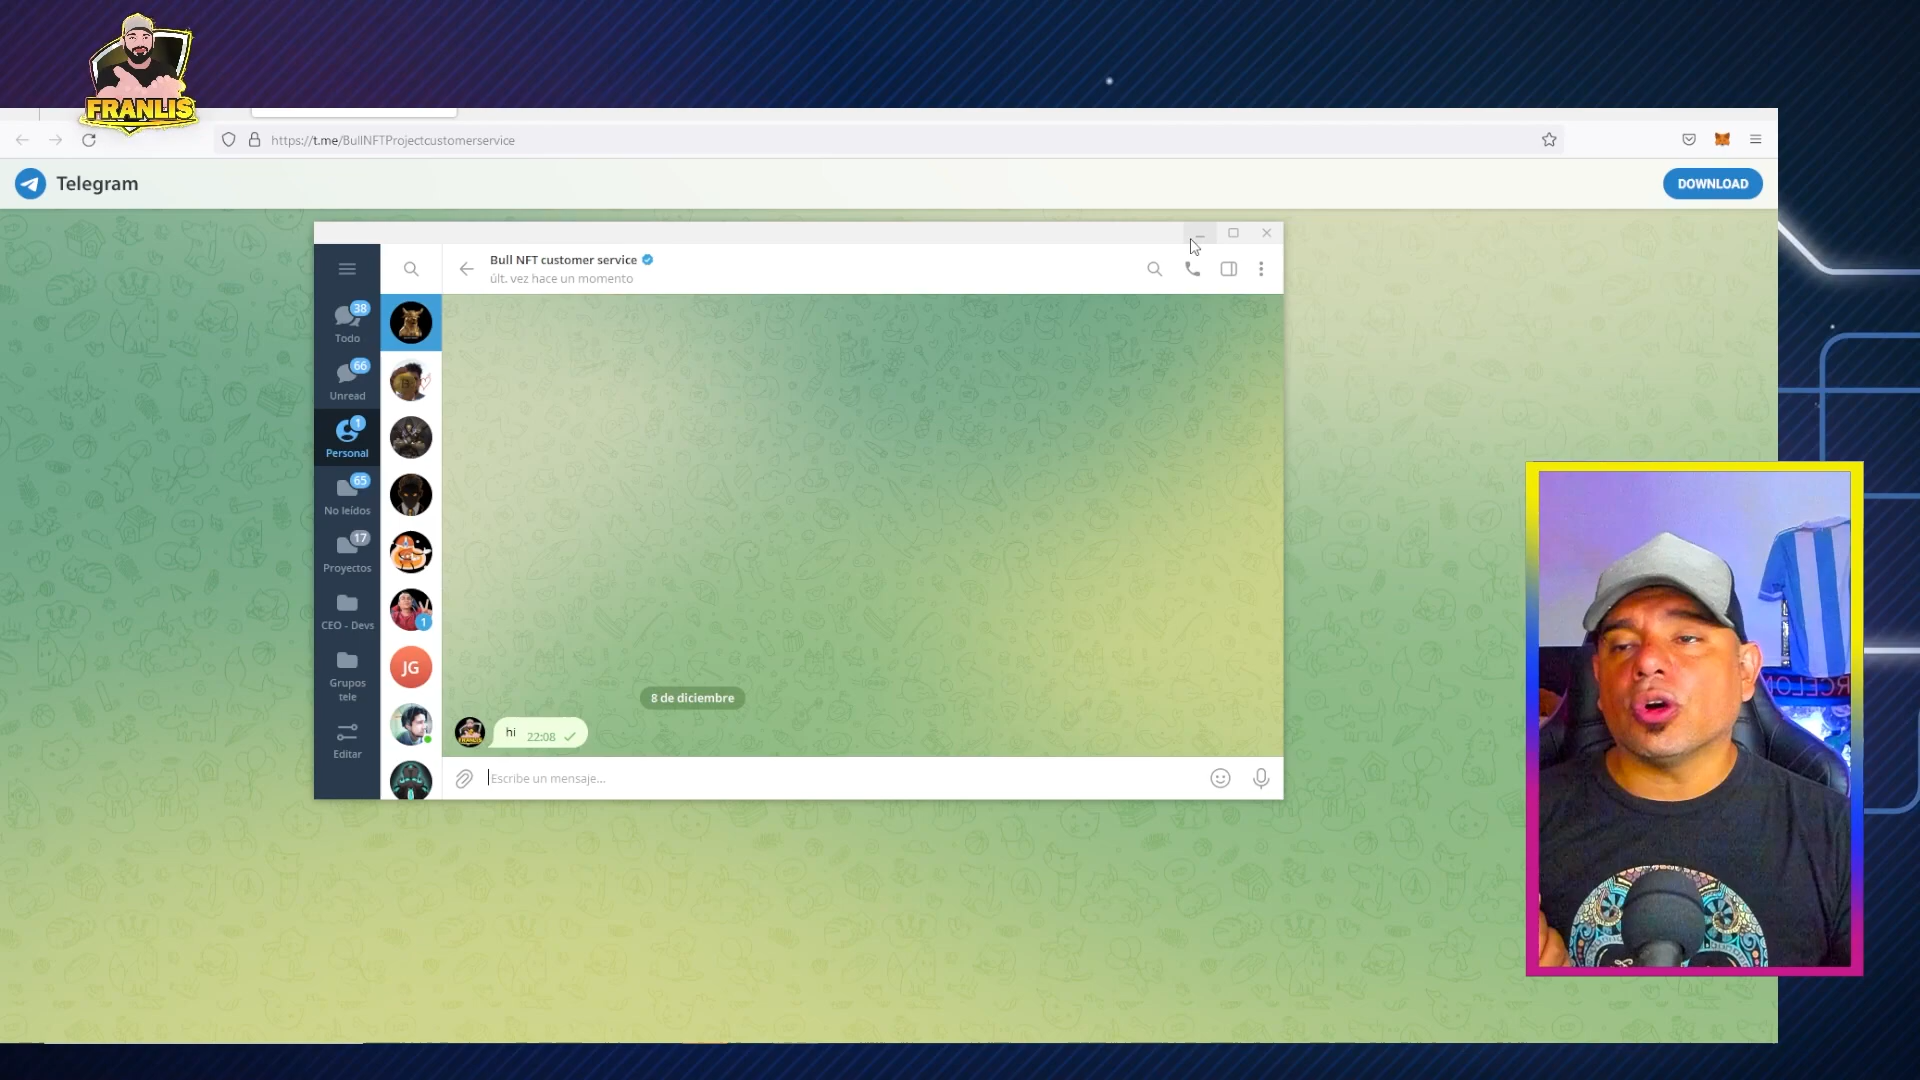 FRANLIS
https://t.me/BullNFTProjectcustomerservice
Telegram
DOWNLOAD
Bull NFT customer service
últ. vez hace un momento
38
Todo
66
Unread
1
Personal
65
No leídos
17
Proyectos
CEO - Devs
Grupos
tele
Editar
1
JG
8 de diciembre
FRANLIS
hi 22:08
Escribe un mensaje...